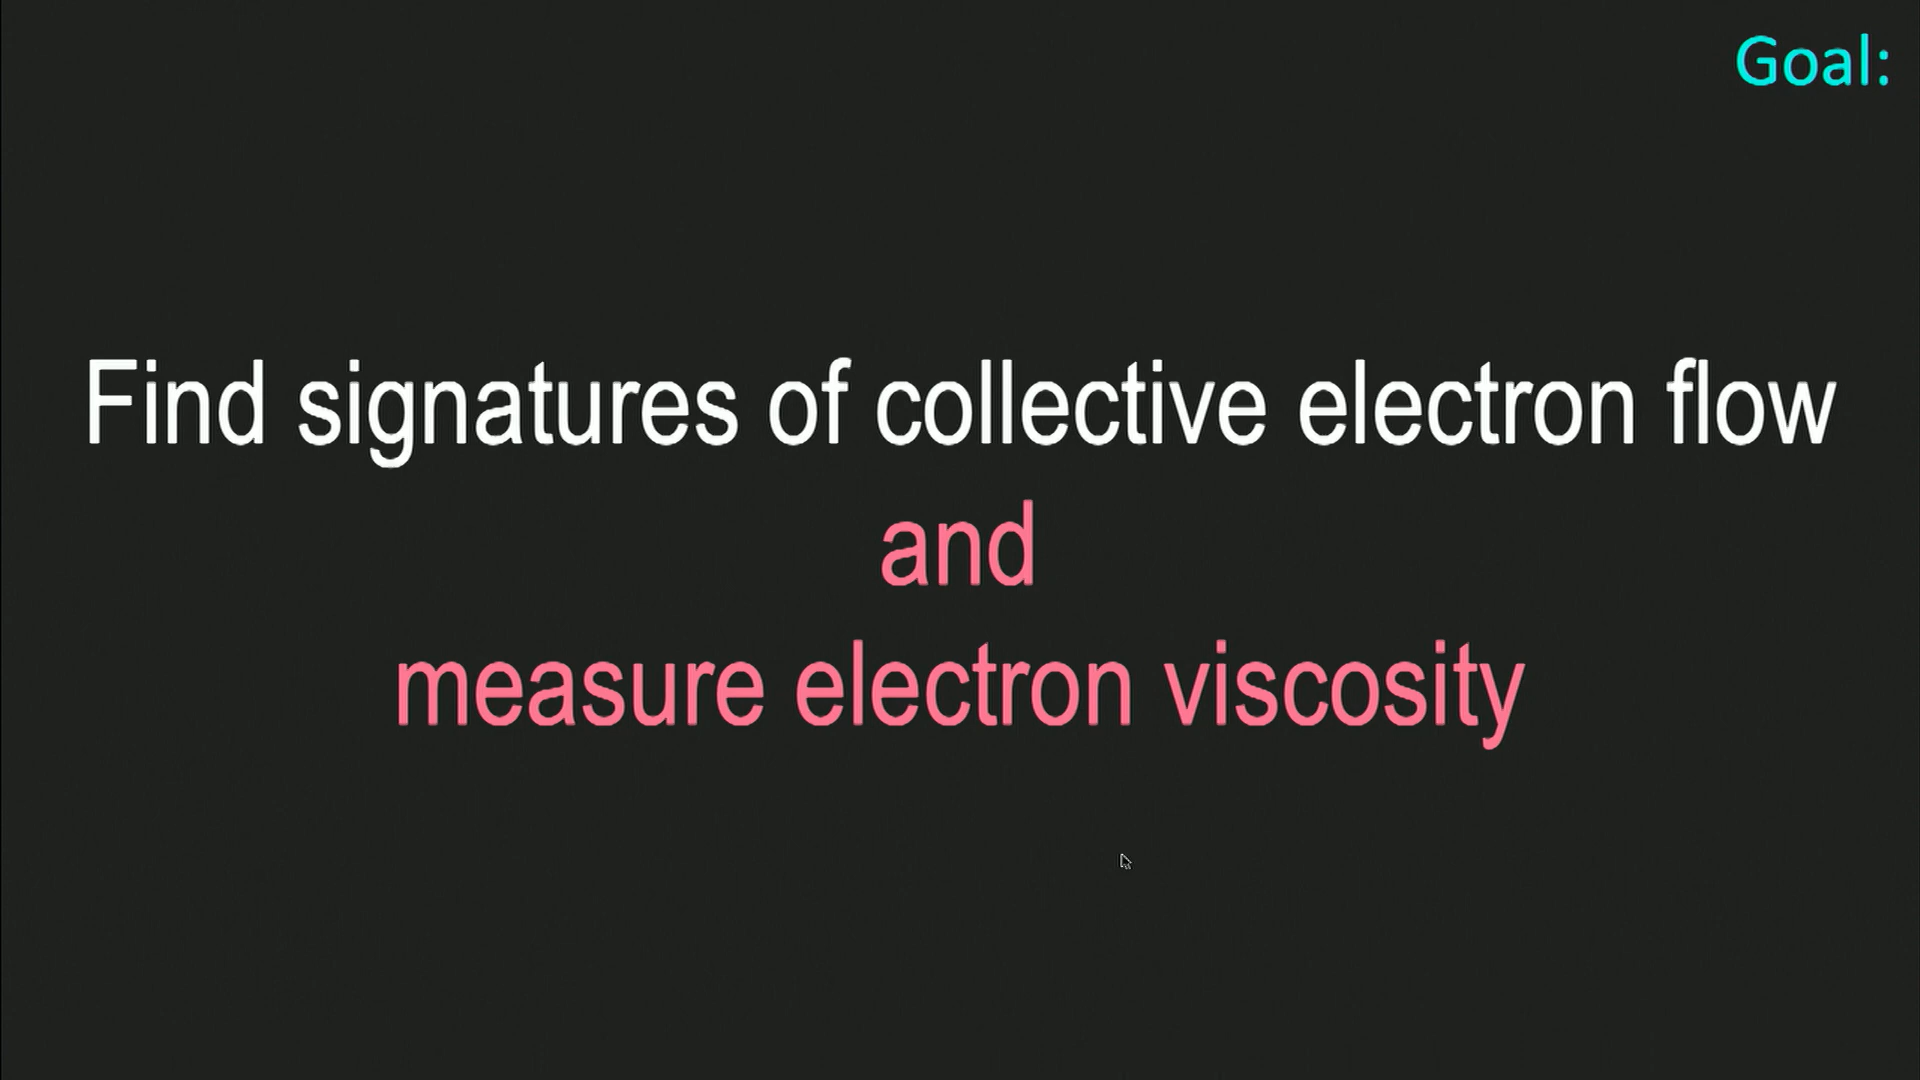 Goal:
Find signatures of collective electron flow
and
measure electron viscosity